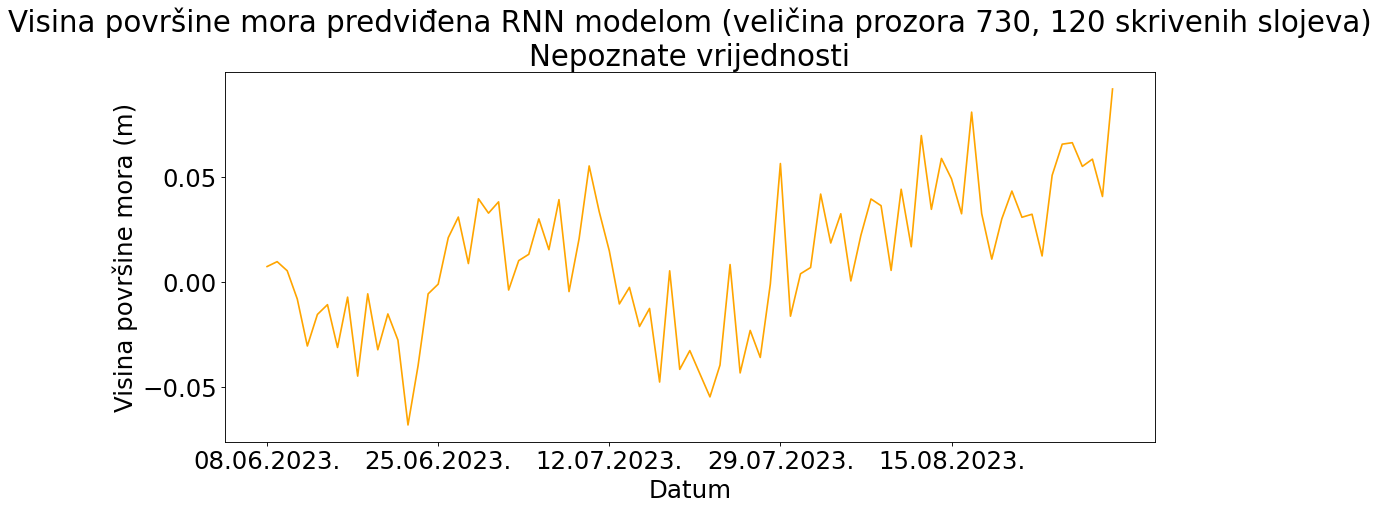 Visina površine mora predviđena RNN modelom (veličina prozora 730, 120 skrivenih slojeva)
Nepoznate vrijednosti
Visina površine mora (m)
0.05
0.00
−0.05
08.06.2023. 25.06.2023. 12.07.2023. 29.07.2023. 15.08.2023.
Datum